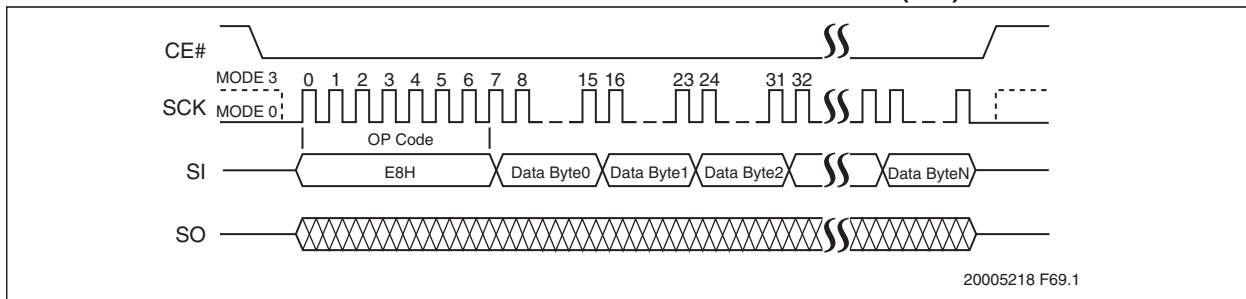 CE#
MODE 3
0 1 2 3 4 5 6 7 8 15 16 23 24 31 32
SCK
MODE 0
OP Code
SI
E8H
Data Byte0
Data Byte1
Data Byte2
Data ByteN
SO
20005218 F69.1